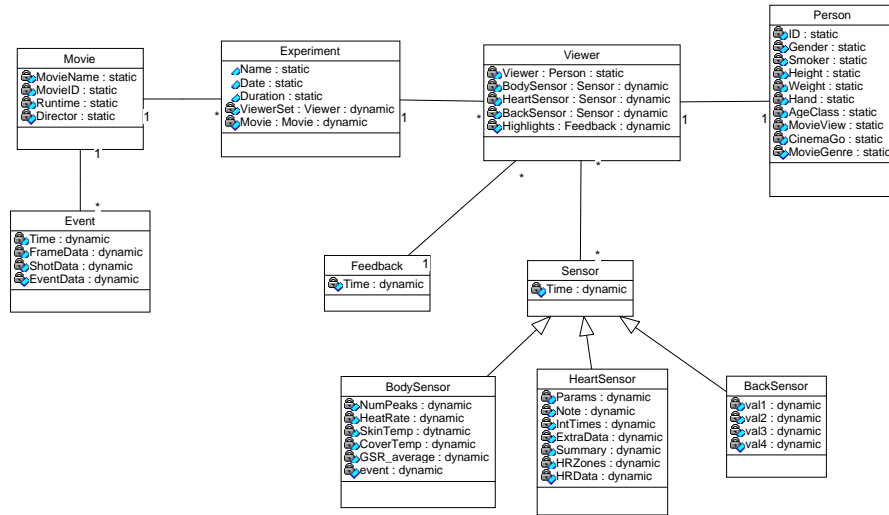 Person
ID : static
Gender : static
Smoker : static
Height : static
Weight : static
Hand : static
AgeClass : static
MovieView : static
CinemaGo : static
MovieGenre : static
Movie
MovieName : static
MovieID : static
Runtime : static
Director : static
Experiment
Name : static
Date : static
Duration : static
ViewerSet : Viewer : dynamic
Movie : Movie : dynamic
Viewer
Viewer : Person : static
BodySensor : Sensor : dynamic
HeartSensor : Sensor : dynamic
BackSensor : Sensor : dynamic
Highlights : Feedback : dynamic
1
*
1
*
1
1
1
*
*
1
*
*
Event
Time : dynamic
FrameData : dynamic
ShotData : dynamic
EventData : dynamic
Feedback
Time : dynamic
Sensor
Time : dynamic
BodySensor
NumPeaks : dynamic
HeatRate : dynamic
SkinTemp : dytnamic
CoverTemp : dynamic
GSR_average : dynamic
event : dynamic
HeartSensor
Params : dynamic
Note : dynamic
IntTimes : dynamic
ExtraData : dynamic
Summary : dynamic
HRZones : dynamic
HRData : dynamic
BackSensor
val1 : dynamic
val2 : dynamic
val3 : dynamic
val4 : dynamic